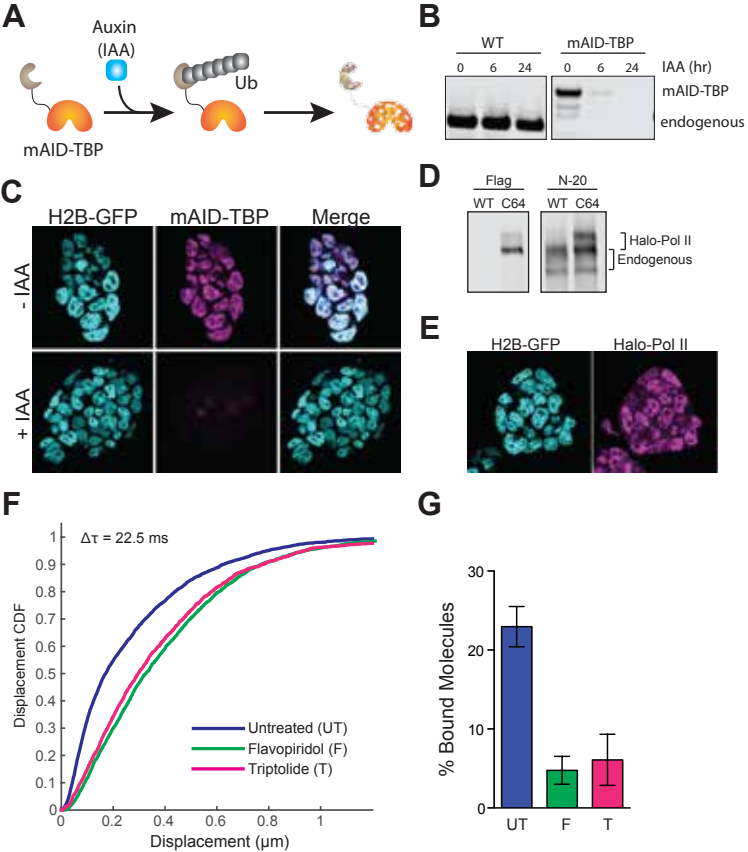 A
Auxin
(IAA)
Ub
mAID-TBP
B
WT
mAID-TBP
0 6 24 0 6 24 IAA (hr)
mAID-TBP
endogenous
C
H2B-GFP mAID-TBP Merge
- IAA
+ IAA
D
Flag N-20
WT C64 WT C64
Halo-Pol II
Endogenous
E
H2B-GFP Halo-Pol II
F
Δτ = 22.5 ms
Displacement CDF
1
0.9
0.8
0.7
0.6
0.5
0.4
0.3
0.2
0.1
0
Untreated (UT)
Flavopiridol (F)
Triptolide (T)
0 0.2 0.4 0.6 0.8 1
Displacement (μm)
G
% Bound Molecules
30
20
10
0
UT F T